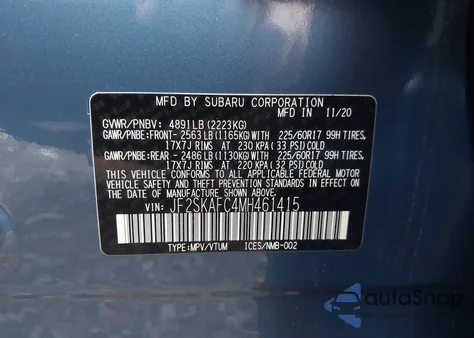 MFD BY SUBARU CORPORATION IN 11/20
GVWR/PNBV: 4891LB (2223KG)
GAWR/PNBE:FRONT- 2563LB(1165KG)WITH 225/60R17 99H TIRES,
17X7J RIMS AT 230 KPA (33 PSI)COLD
GAWR/PNBE:REAR - 2486LB(1130KG)WITH 225/60R17 99H TIRES,
17X7J RIMS AT 220 KPA (32 PSI)COLD
THIS VEHICLE CONFORMS TO ALL APPLICABLE FEDERAL MOTOR
VEHICLE SAFETY, BUMPER, AND THEFT PREVENTION STANDARDS
IN EFFECT ON THE DATE OF MANUFACTURE SHOWN ABOVE.
VIN: JF2SKAFC4MH461415
TYPE:MPV/VTUM ICES/NMB-002
autoSnap